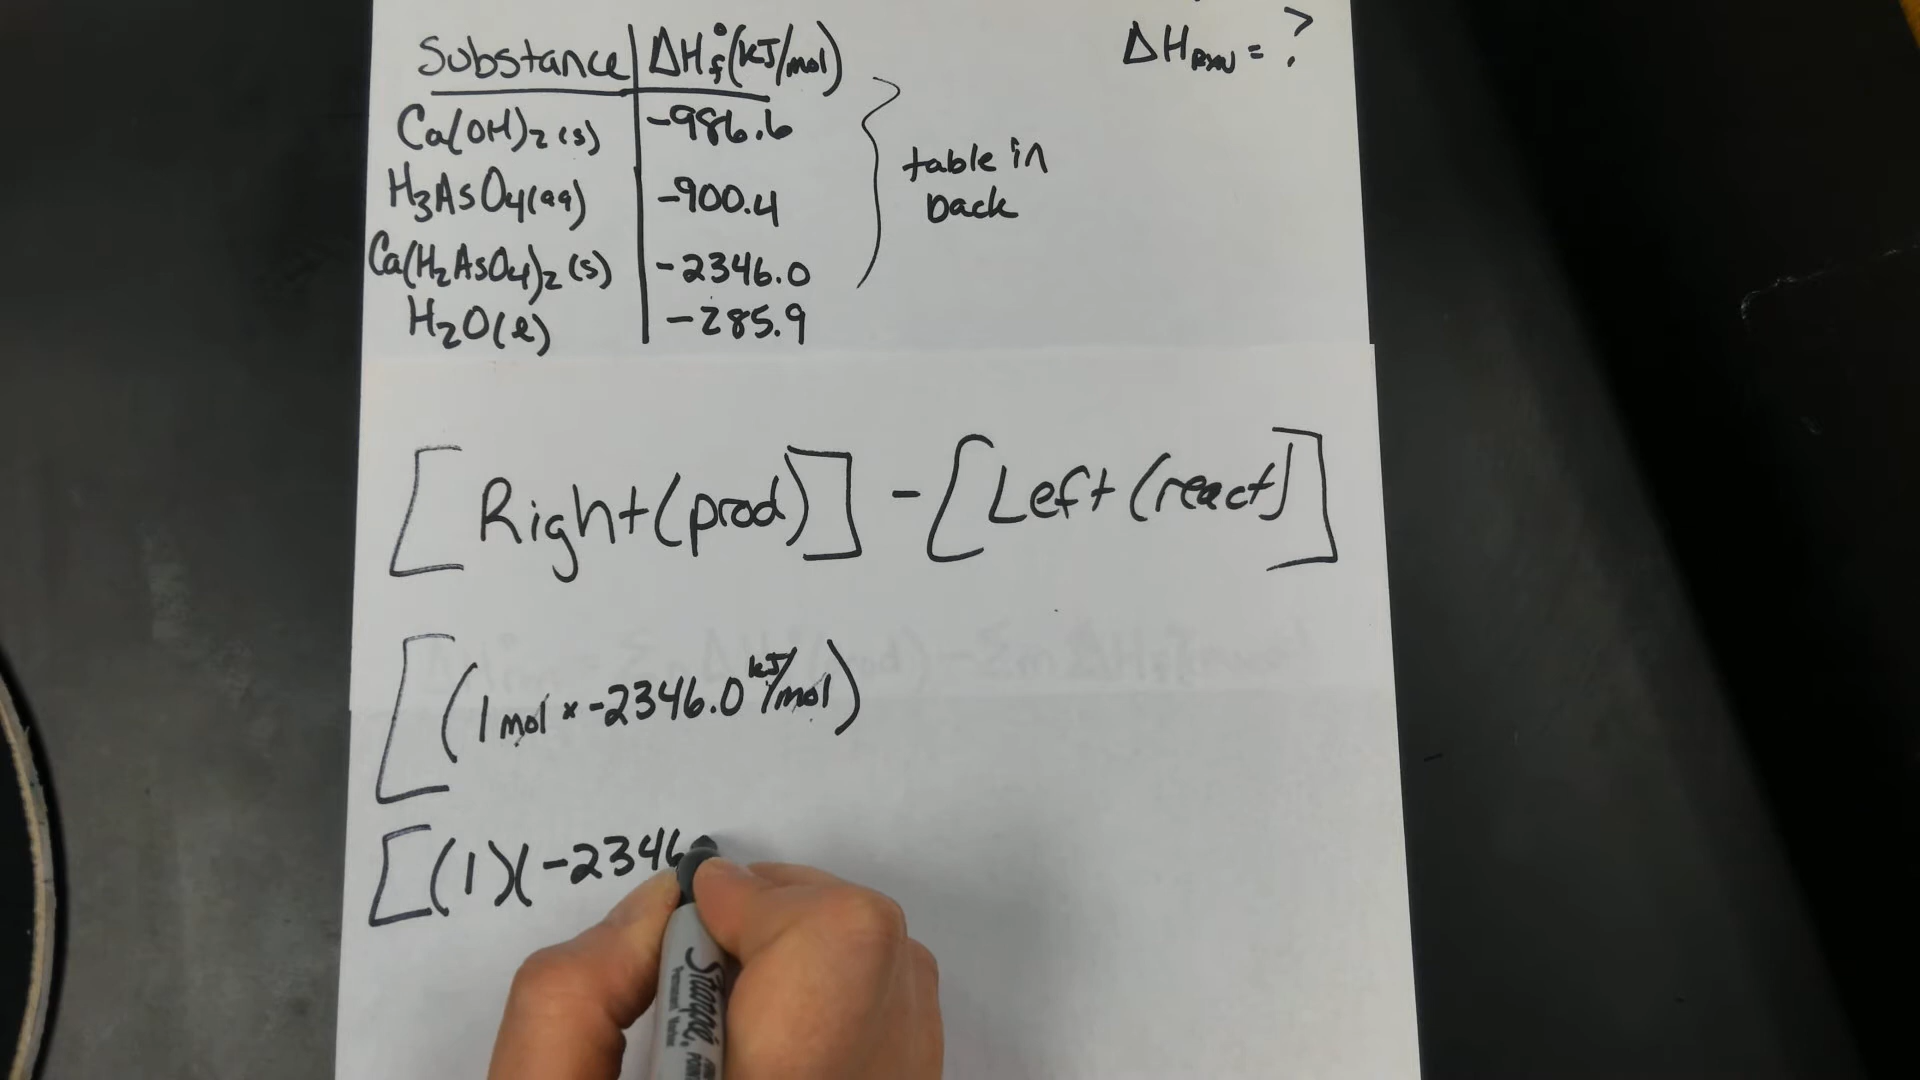 Substance ΔH°f (kJ/mol)
ΔHRXN = ?
Ca(OH)2 (s) -986.6
H3AsO4(aq) -900.4
Ca(H2AsO4)2 (s) -2346.0
H2O(l) -285.9
table in
back
[Right (prod)] - [Left (react)]
[(1 mol × -2346.0 kJ/mol)
[(1)(-2346
Sharpie